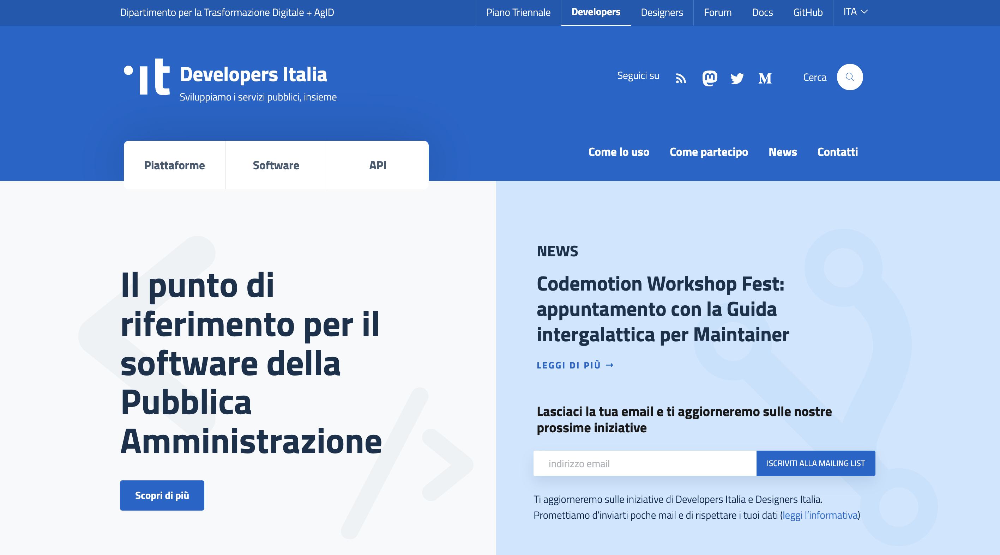 Dipartimento per la Trasformazione Digitale + AgID
Piano Triennale
Developers
Designers
Forum
Docs
GitHub
ITA
it
Developers Italia
Sviluppiamo i servizi pubblici, insieme
Seguici su
Cerca
Piattaforme
Software
API
Come lo uso
Come partecipo
News
Contatti
Il punto di
riferimento per il
software della
Pubblica
Amministrazione
Scopri di più
NEWS
Codemotion Workshop Fest:
appuntamento con la Guida
intergalattica per Maintainer
LEGGI DI PIÙ →
Lasciaci la tua email e ti aggiorneremo sulle nostre
prossime iniziative
indirizzo email
ISCRIVITI ALLA MAILING LIST
Ti aggiorneremo sulle iniziative di Developers Italia e Designers Italia.
Promettiamo d’inviarti poche mail e di rispettare i tuoi dati (leggi l’informativa)